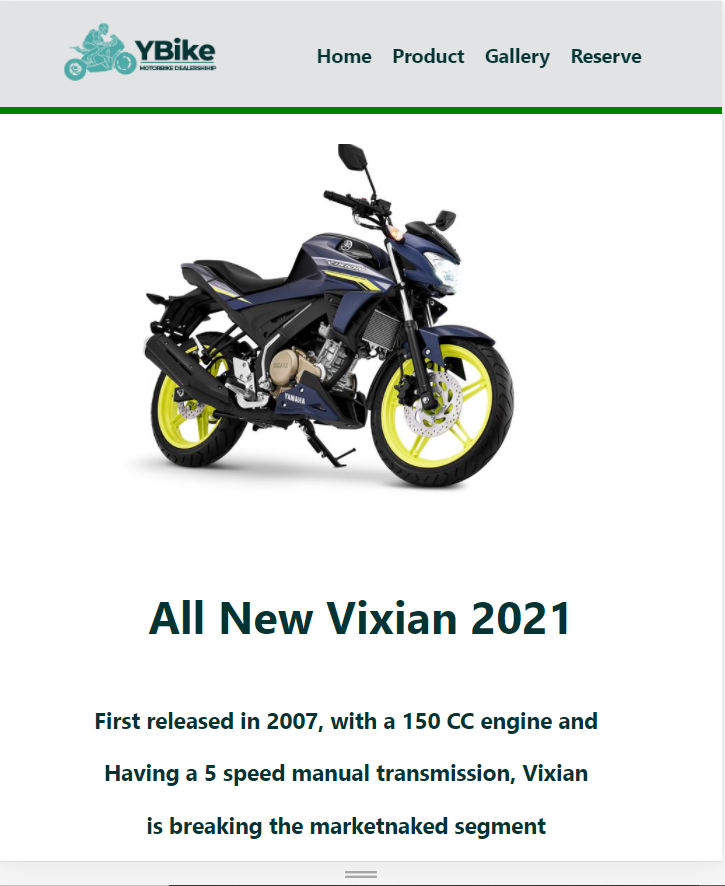 YBike
MOTORBIKE DEALERSHIHIP
Home Product Gallery Reserve
YAMAHA
All New Vixian 2021
First released in 2007, with a 150 CC engine and
Having a 5 speed manual transmission, Vixian
is breaking the marketnaked segment